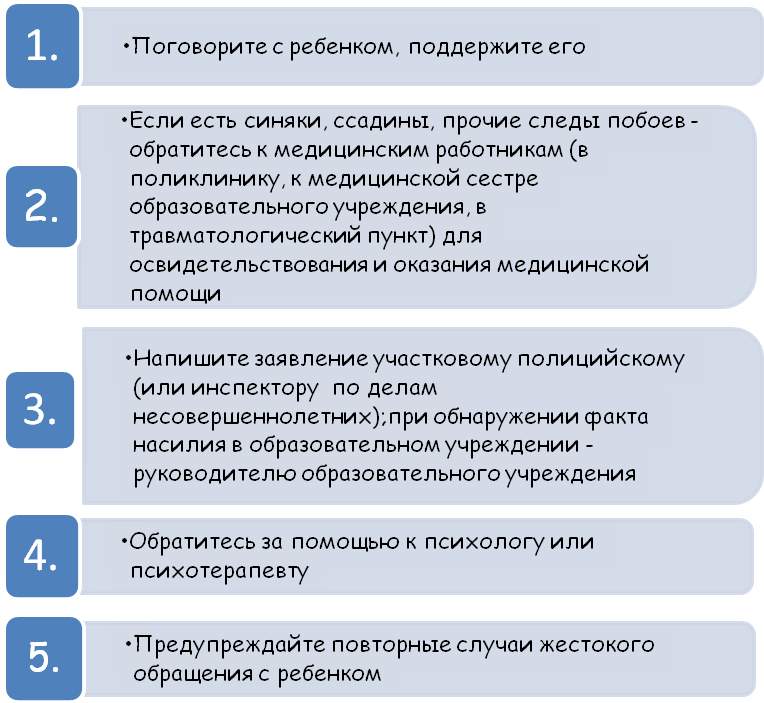 1.
•Поговорите с ребенком, поддержите его
2.
•Если есть синяки, ссадины, прочие следы побоев -
обратитесь к медицинским работникам (в
поликлинику, к медицинской сестре
образовательного учреждения, в
травматологический пункт) для
освидетельствования и оказания медицинской
помощи
3.
•Напишите заявление участковому полицийскому
(или инспектору по делам
несовершеннолетних);при обнаружении факта
насилия в образовательном учреждении -
руководителю образовательного учреждения
4.
•Обратитесь за помощью к психологу или
психотерапевту
5.
•Предупреждайте повторные случаи жестокого
обращения с ребенком